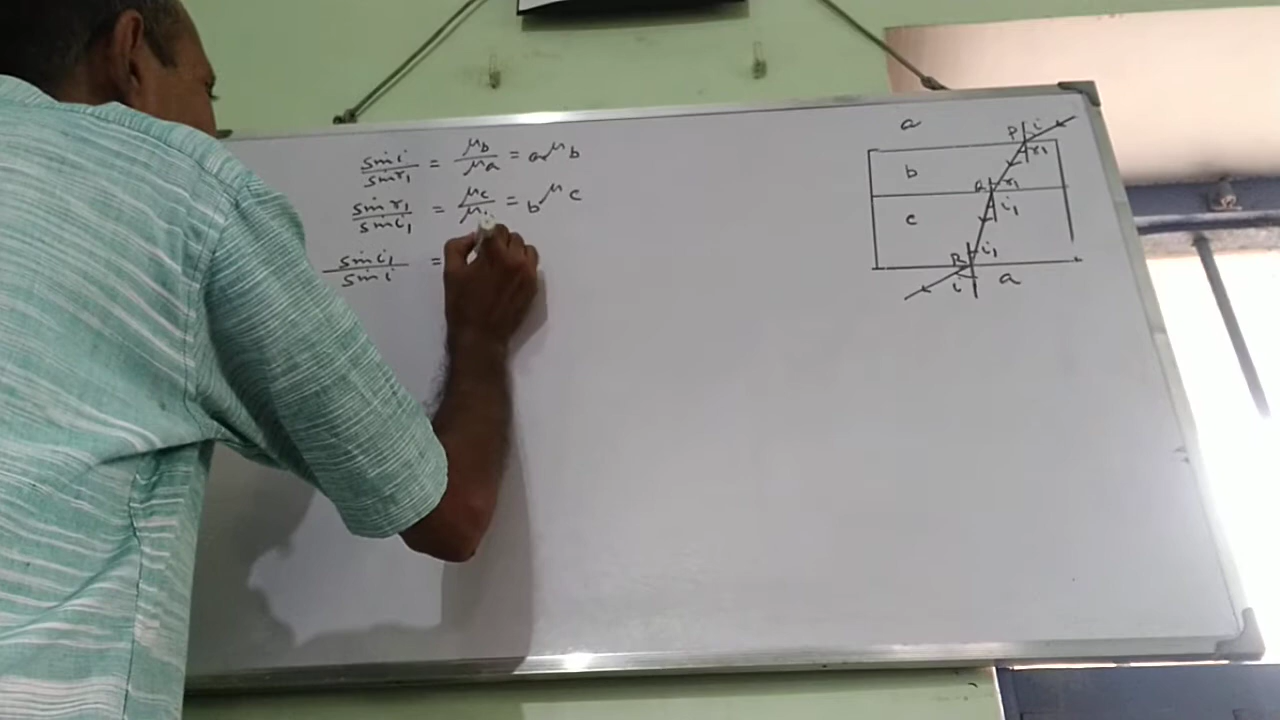 sin i / sin r₁ = μb / μa = aμb
sin r₁ / sin i₁ = μc / μb = bμc
sin i₁ / sin i =
a
P i
r₁
b
Q r₁
c i₁
R i₁
i a